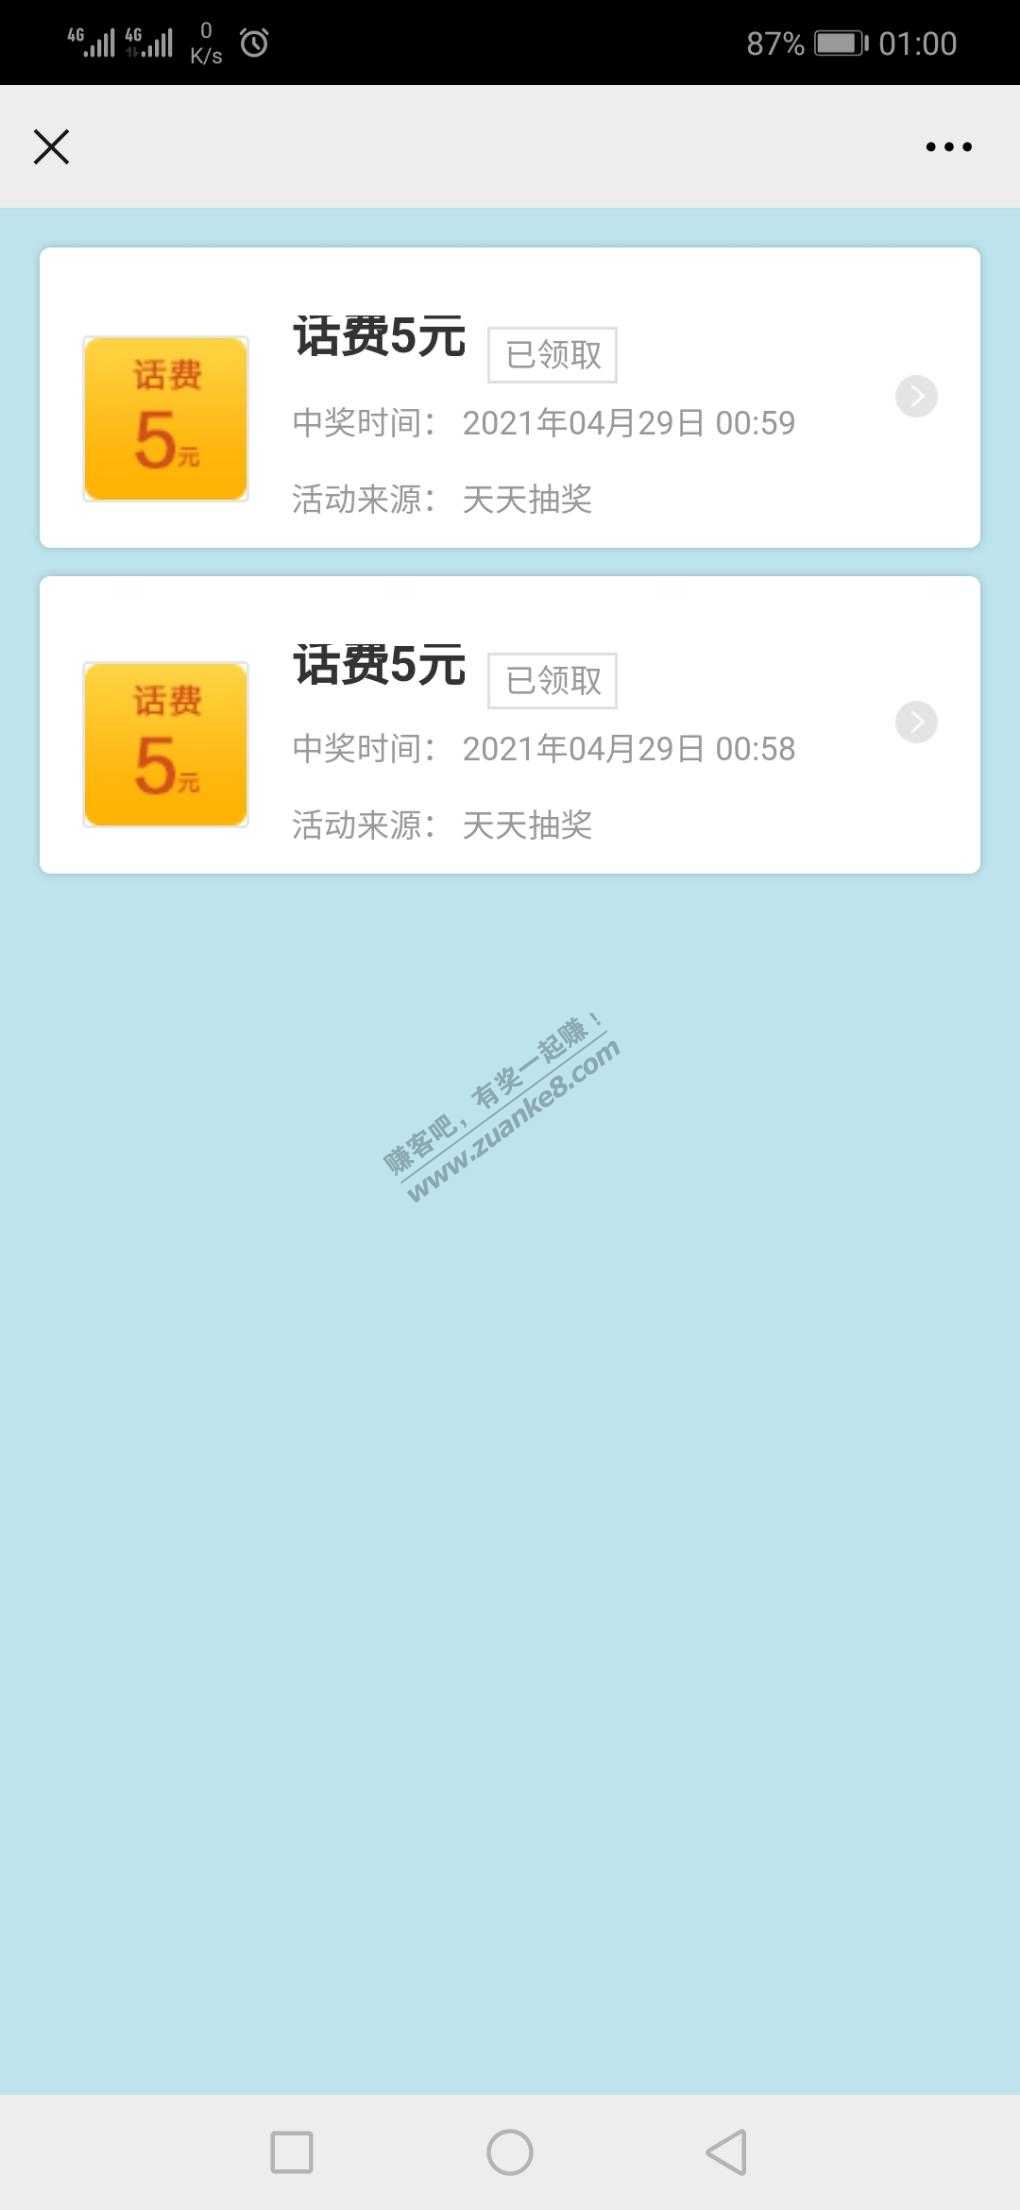 4G 4G 0 K/s 87% 01:00
话费5元 已领取
话费
5元
中奖时间： 2021年04月29日 00:59
活动来源： 天天抽奖
话费5元 已领取
话费
5元
中奖时间： 2021年04月29日 00:58
活动来源： 天天抽奖
赚客吧，有奖一起赚！
www.zuanke8.com